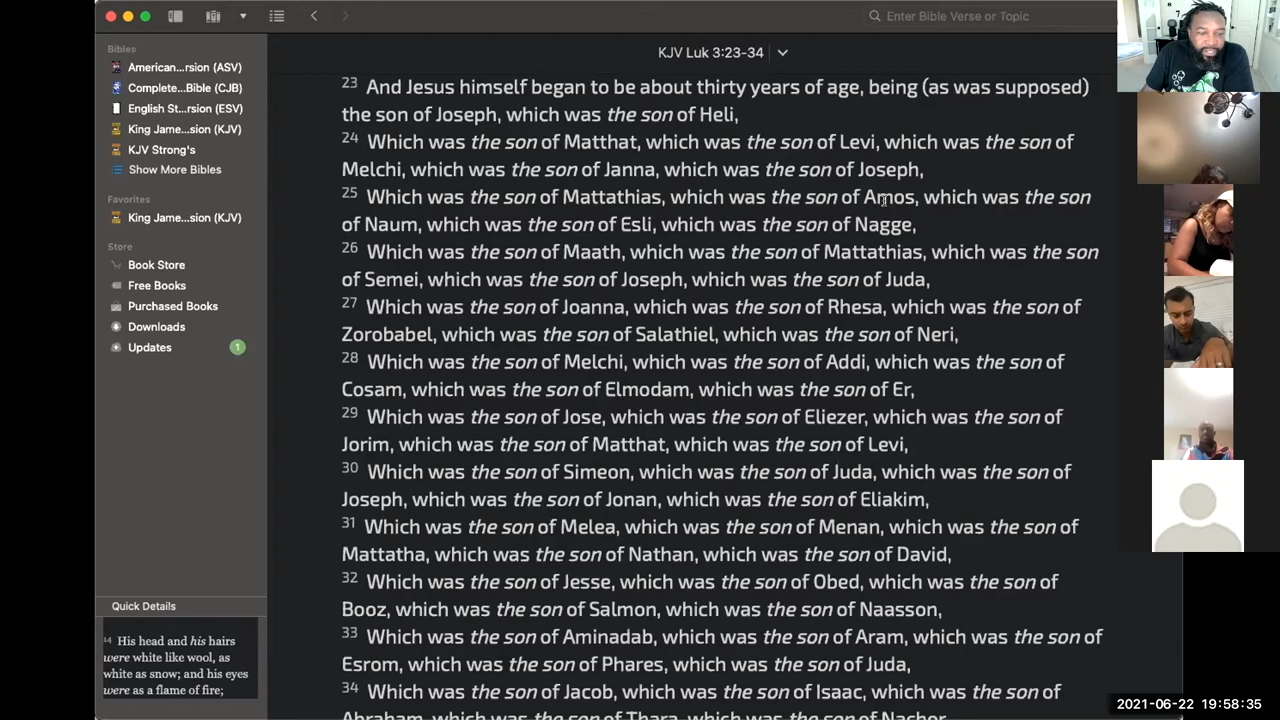 Enter Bible Verse or Topic
Bibles
American...rsion (ASV)
Complete...Bible (CJB)
English St...rsion (ESV)
King Jame...sion (KJV)
KJV Strong's
Show More Bibles
Favorites
King Jame...sion (KJV)
Store
Book Store
Free Books
Purchased Books
Downloads
Updates 1
Quick Details
14 His head and his hairs
were white like wool, as
white as snow; and his eyes
were as a flame of fire;
KJV Luk 3:23-34
23 And Jesus himself began to be about thirty years of age, being (as was supposed)
the son of Joseph, which was the son of Heli,
24 Which was the son of Matthat, which was the son of Levi, which was the son of
Melchi, which was the son of Janna, which was the son of Joseph,
25 Which was the son of Mattathias, which was the son of Amos, which was the son
of Naum, which was the son of Esli, which was the son of Nagge,
26 Which was the son of Maath, which was the son of Mattathias, which was the son
of Semei, which was the son of Joseph, which was the son of Juda,
27 Which was the son of Joanna, which was the son of Rhesa, which was the son of
Zorobabel, which was the son of Salathiel, which was the son of Neri,
28 Which was the son of Melchi, which was the son of Addi, which was the son of
Cosam, which was the son of Elmodam, which was the son of Er,
29 Which was the son of Jose, which was the son of Eliezer, which was the son of
Jorim, which was the son of Matthat, which was the son of Levi,
30 Which was the son of Simeon, which was the son of Juda, which was the son of
Joseph, which was the son of Jonan, which was the son of Eliakim,
31 Which was the son of Melea, which was the son of Menan, which was the son of
Mattatha, which was the son of Nathan, which was the son of David,
32 Which was the son of Jesse, which was the son of Obed, which was the son of
Booz, which was the son of Salmon, which was the son of Naasson,
33 Which was the son of Aminadab, which was the son of Aram, which was the son of
Esrom, which was the son of Phares, which was the son of Juda,
34 Which was the son of Jacob, which was the son of Isaac, which was the son of
Abraham, which was the son of Thara, which was the son of Nachor
2021-06-22 19:58:35